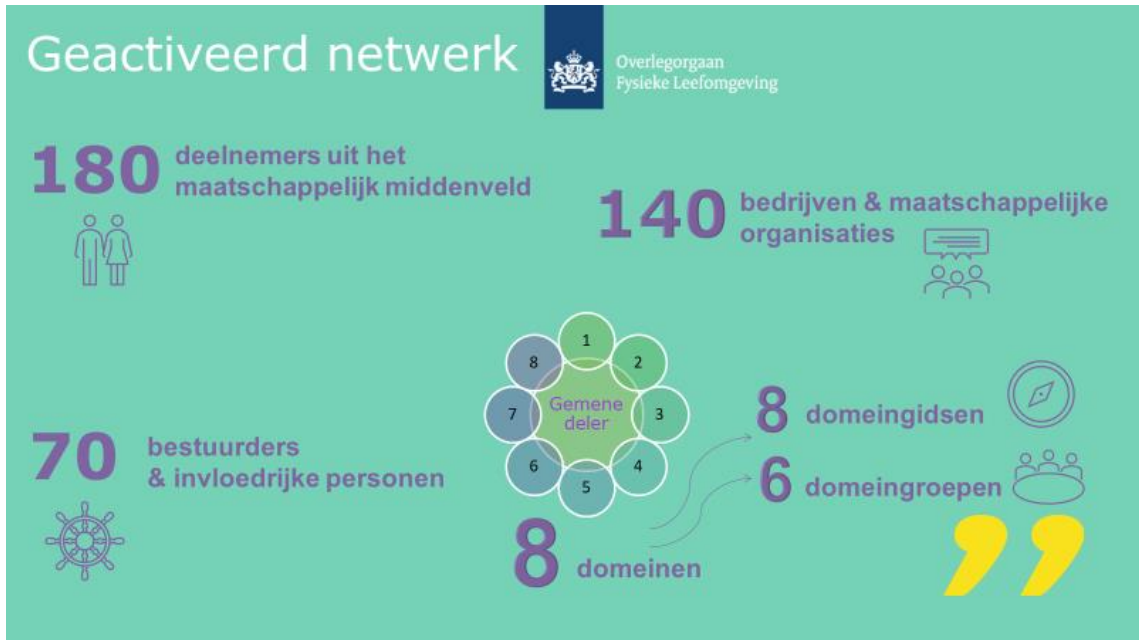 Geactiveerd netwerk
Overlegorgaan
Fysieke Leefomgeving
180 deelnemers uit het
maatschappelijk middenveld
140 bedrijven & maatschappelijke
organisaties
1
2
3
4
5
6
7
8
Gemene
deler
8 domeingidsen
6 domeingroepen
70 bestuurders
& invloedrijke personen
8 domeinen
”